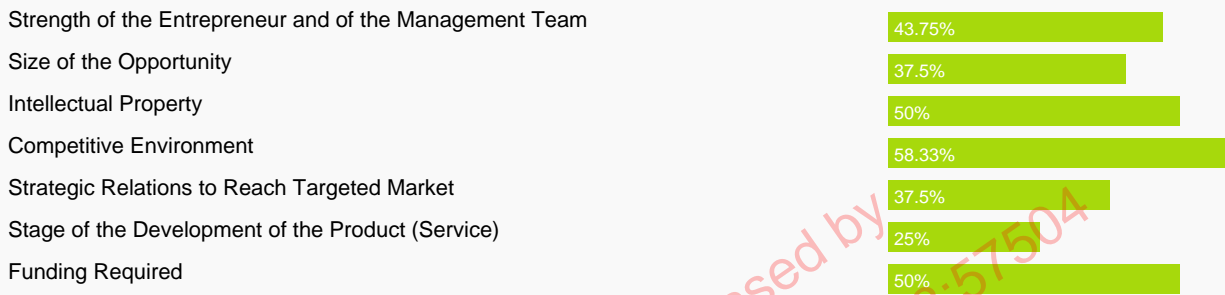 Strength of the Entrepreneur and of the Management Team 43.75%
Size of the Opportunity 37.5%
Intellectual Property 50%
Competitive Environment 58.33%
Strategic Relations to Reach Targeted Market 37.5%
Stage of the Development of the Product (Service) 25%
Funding Required 50%
by
57504